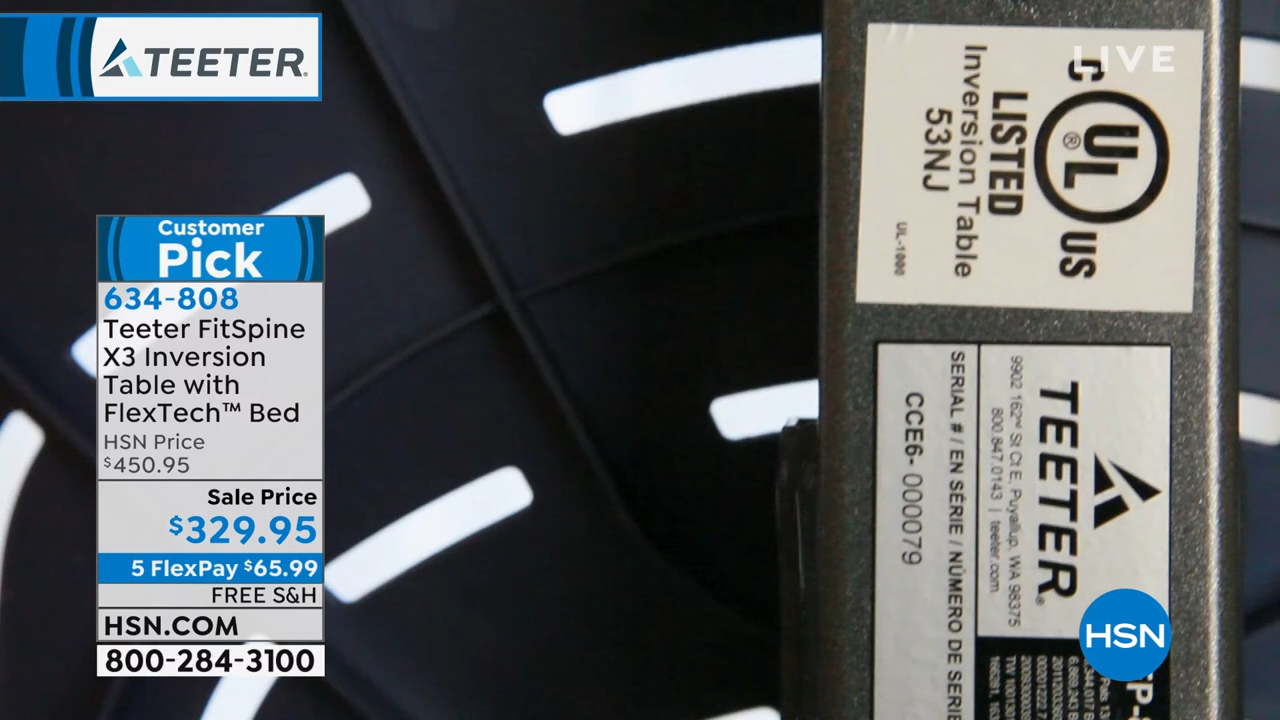 TEETER
LIVE
Customer
Pick
634-808
Teeter FitSpine
X3 Inversion
Table with
FlexTech™ Bed
HSN Price
$450.95
Sale Price
$329.95
5 FlexPay $65.99
FREE S&H
HSN.COM
800-284-3100
C UL® US
LISTED
Inversion Table
53NJ
UL-1000
TEETER®
9902 162nd St Ct E, Puyallup, WA 98375
800.847.0143 | teeter.com
SERIAL # / EN SÉRIE / NÚMERO DE SERIE
CCE6- 000079
HSN